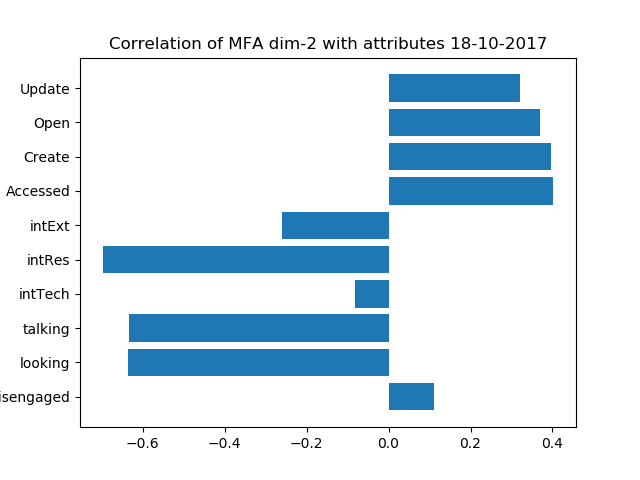 Correlation of MFA dim-2 with attributes 18-10-2017
Update
Open
Create
Accessed
intExt
intRes
intTech
talking
looking
isengaged
−0.6 −0.4 −0.2 0.0 0.2 0.4